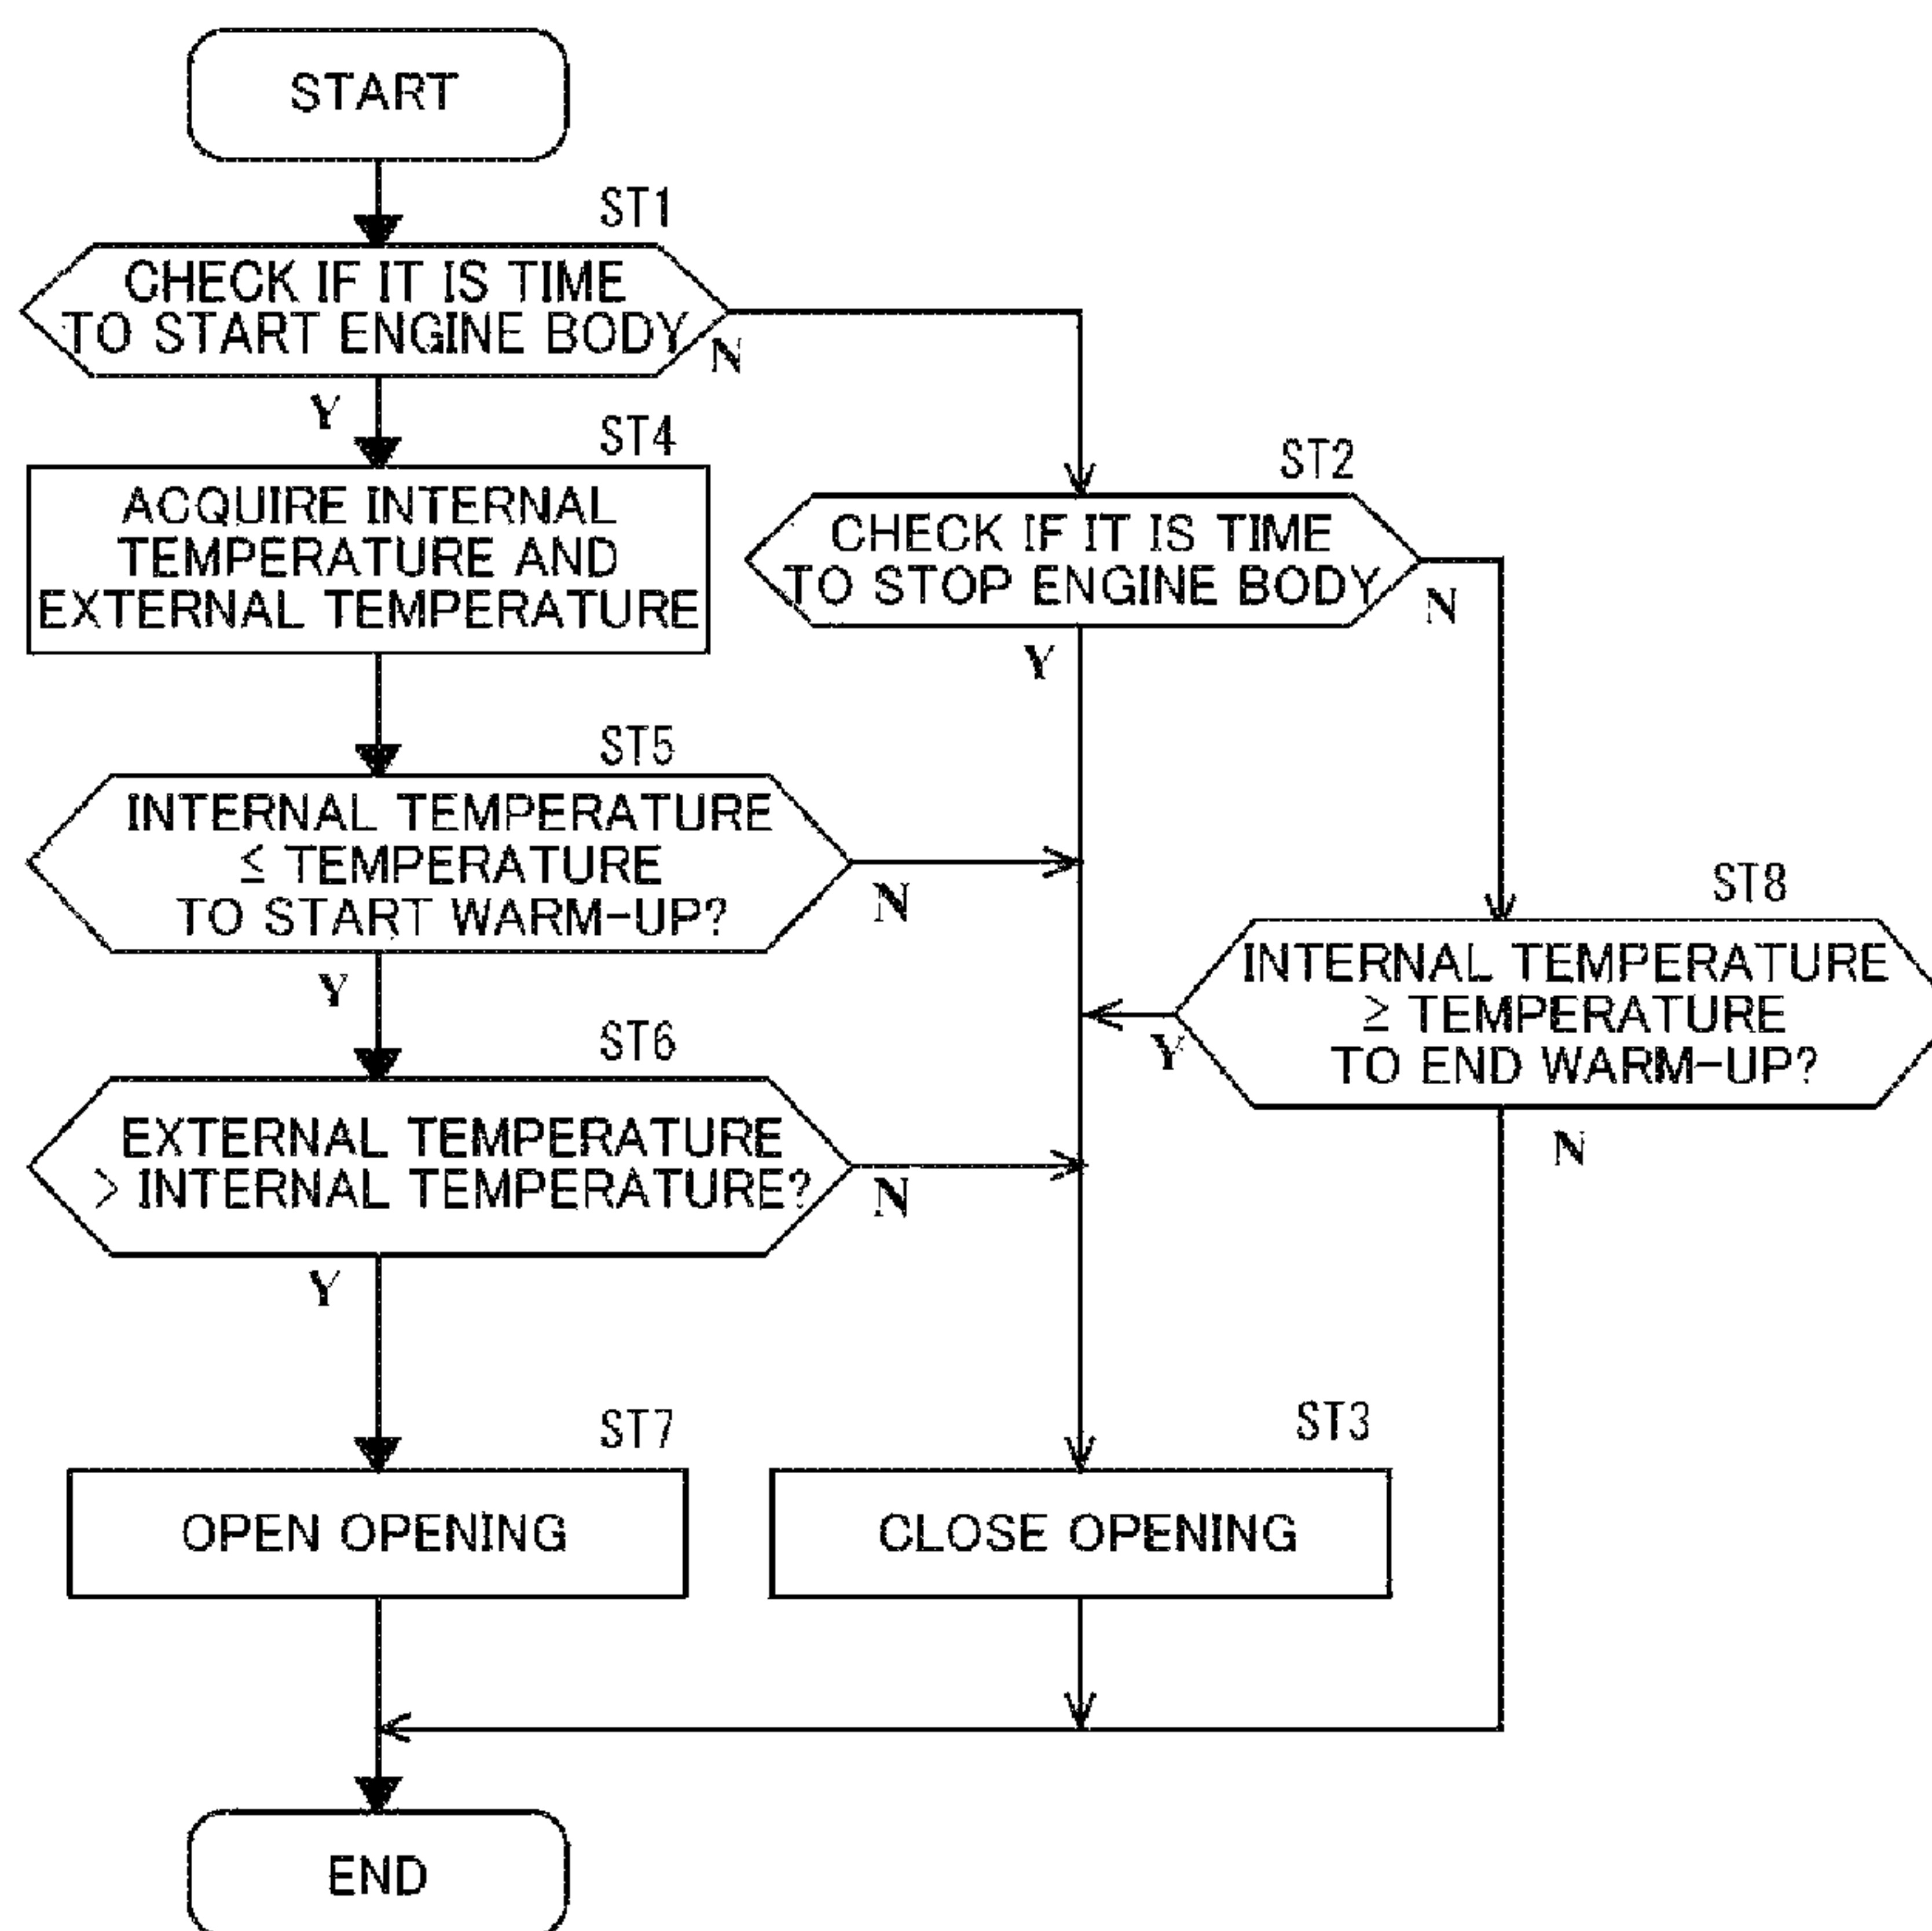 START
ST1
CHECK IF IT IS TIME
TO START ENGINE BODY
N
Y
ST4
ACQUIRE INTERNAL
TEMPERATURE AND
EXTERNAL TEMPERATURE
ST2
CHECK IF IT IS TIME
TO STOP ENGINE BODY
N
Y
ST5
INTERNAL TEMPERATURE
≤ TEMPERATURE
TO START WARM-UP?
N
Y
ST8
INTERNAL TEMPERATURE
≥ TEMPERATURE
TO END WARM-UP?
Y
N
ST6
EXTERNAL TEMPERATURE
> INTERNAL TEMPERATURE?
N
Y
ST7
OPEN OPENING
ST3
CLOSE OPENING
END